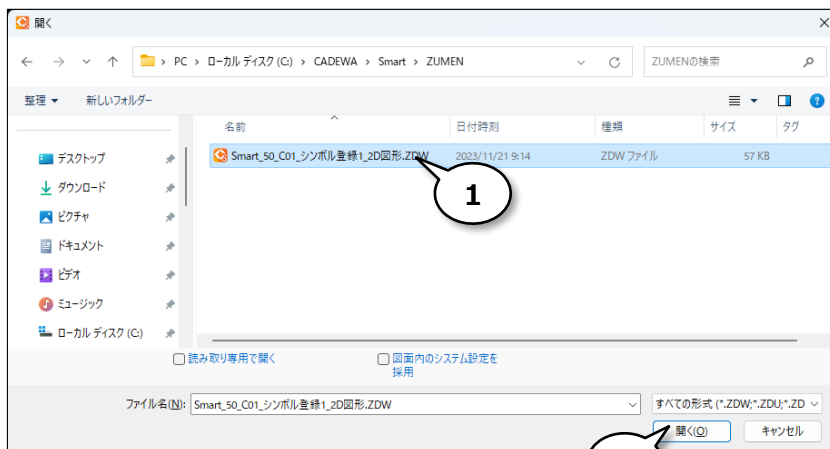 開く
PC > ローカル ディスク (C:) > CADEWA > Smart > ZUMEN
ZUMENの検索
整理 新しいフォルダー
名前 日付時刻 種類 サイズ タグ
Smart_50_C01_シンボル登録1_2D図形.ZDW 2023/11/21 9:14 ZDW ファイル 57 KB
1
デスクトップ
ダウンロード
ピクチャ
ドキュメント
ビデオ
ミュージック
ローカル ディスク (C:)
読み取り専用で開く
図面内のシステム設定を
採用
ファイル名(N): Smart_50_C01_シンボル登録1_2D図形.ZDW
すべての形式 (*.ZDW;*.ZDU;*.ZD
開く(O) キャンセル